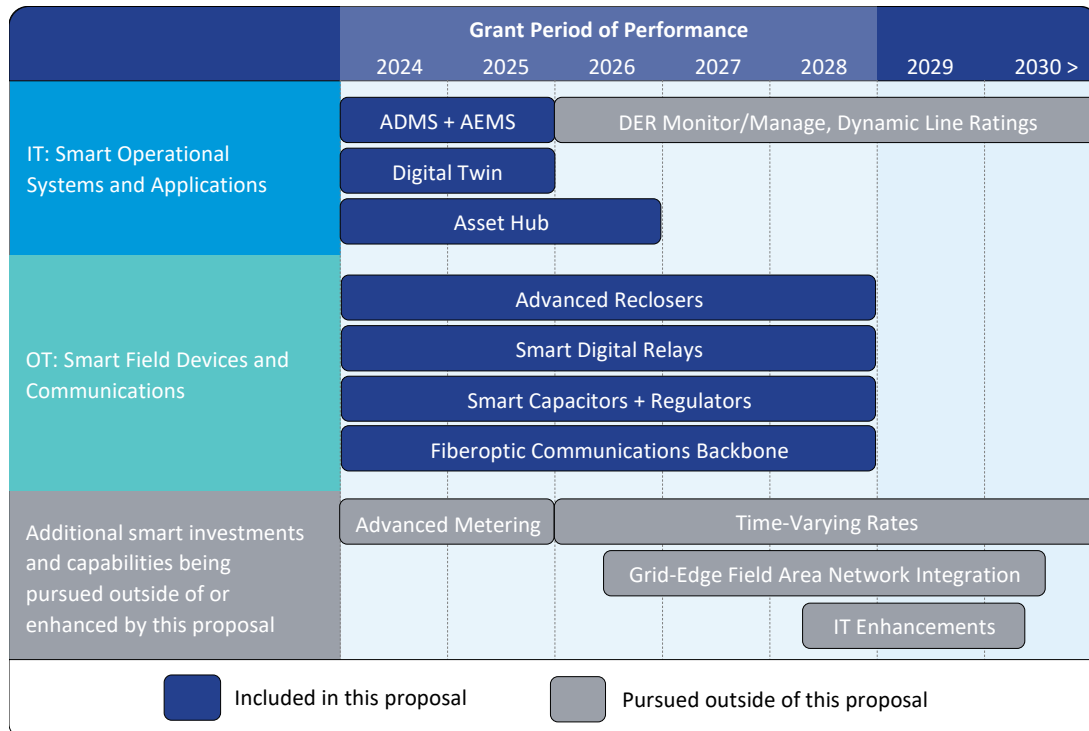 Grant Period of Performance
2024 2025 2026 2027 2028 2029 2030 >
IT: Smart Operational
Systems and Applications
ADMS + AEMS
DER Monitor/Manage, Dynamic Line Ratings
Digital Twin
Asset Hub
OT: Smart Field Devices and
Communications
Advanced Reclosers
Smart Digital Relays
Smart Capacitors + Regulators
Fiberoptic Communications Backbone
Additional smart investments
and capabilities being
pursued outside of or
enhanced by this proposal
Advanced Metering
Time-Varying Rates
Grid-Edge Field Area Network Integration
IT Enhancements
Included in this proposal
Pursued outside of this proposal